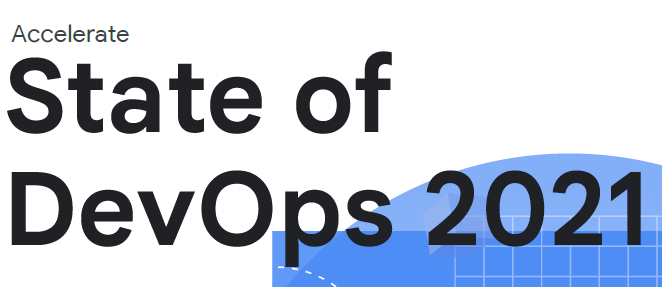 Accelerate
State of
DevOps 2021